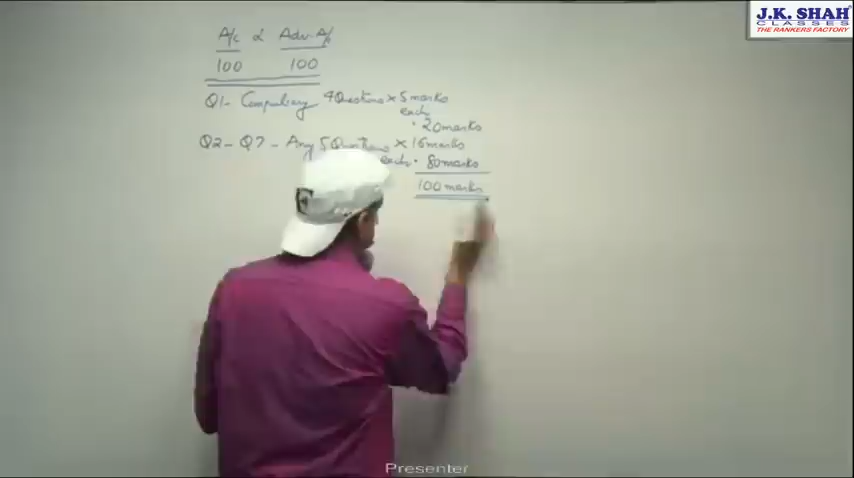 J.K. SHAH
CLASSES
THE RANKERS FACTORY
A/c & Adv. A/c
100 100
Q1 - Compulsory 4 Questions × 5 marks
each
· 20 marks
Q2 - Q7 - Any 5 Questions × 16 marks
each · 80 marks
100 marks
Presenter